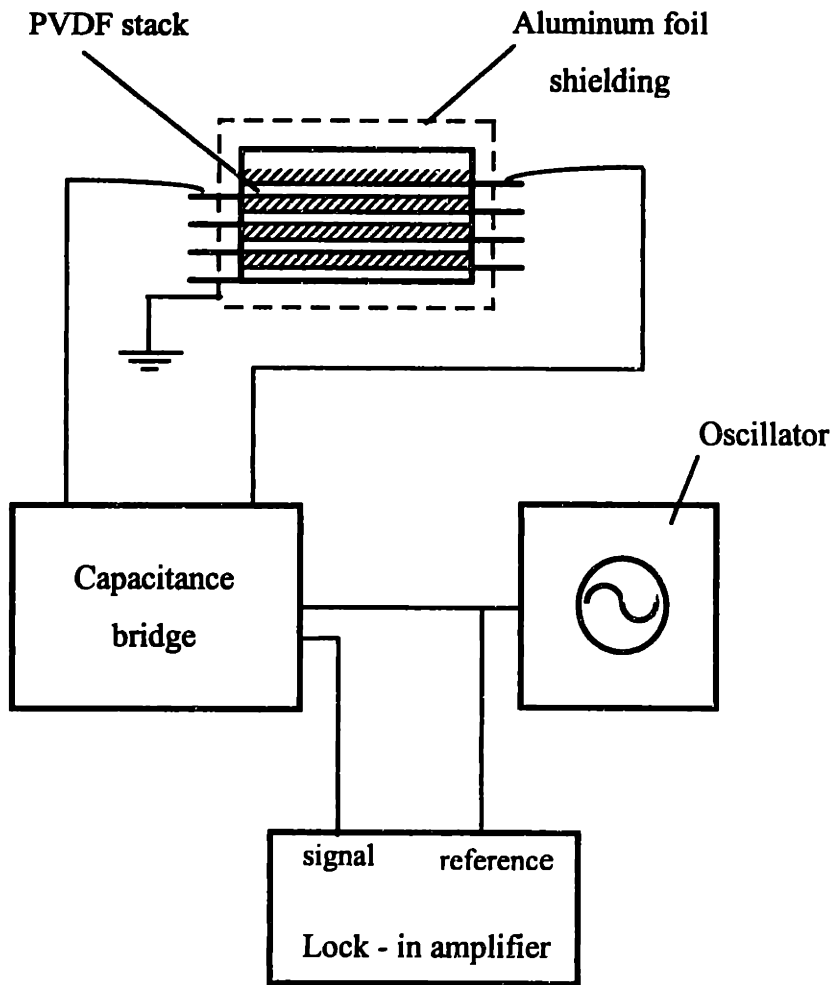 PVDF stack
Aluminum foil
shielding
Oscillator
Capacitance
bridge
signal
reference
Lock - in amplifier